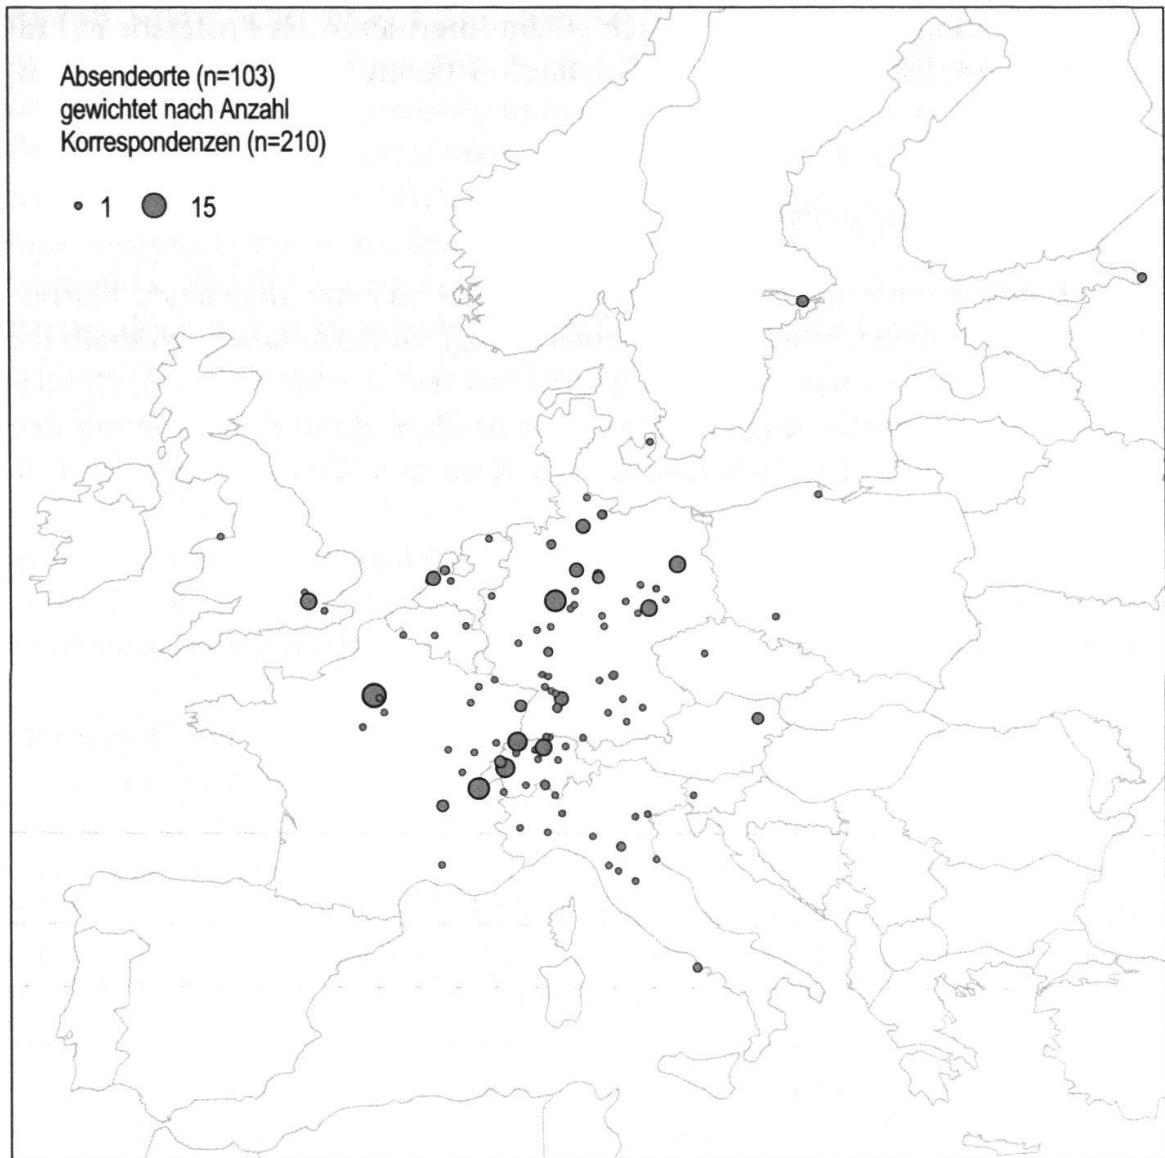 Absendeorte (n=103)
gewichtet nach Anzahl
Korrespondenzen (n=210)
1 15